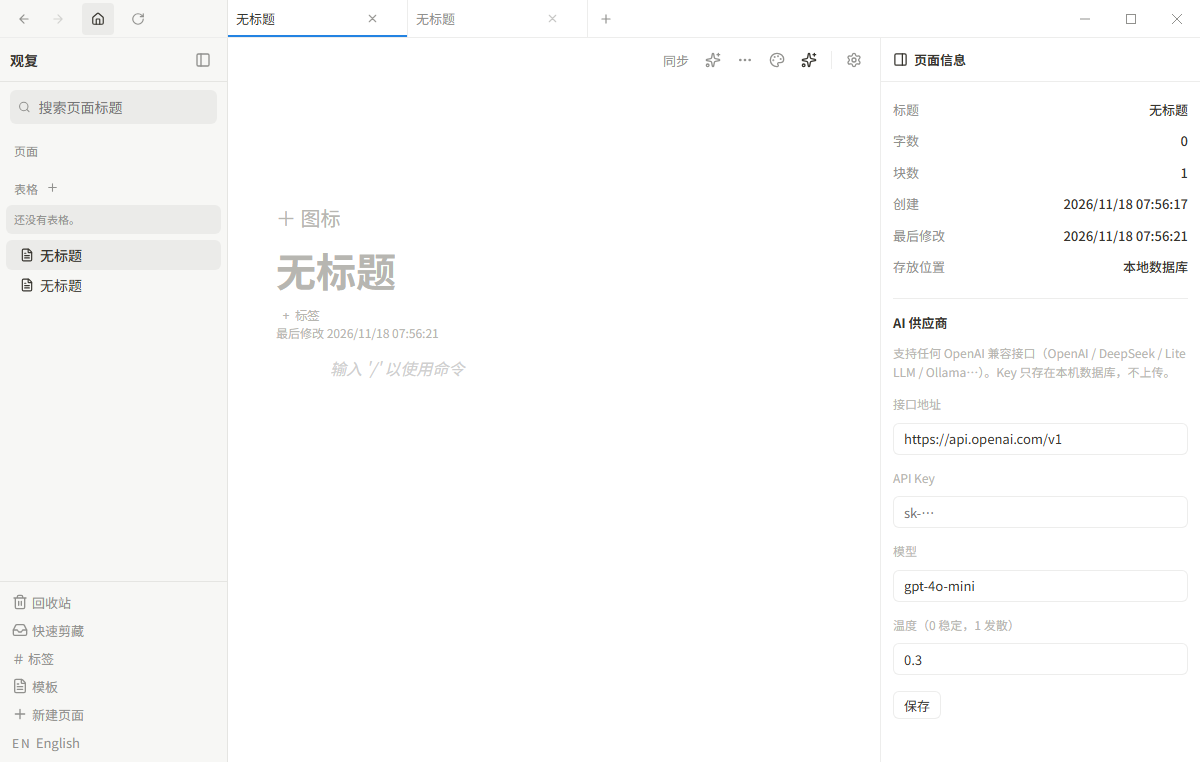 无标题
无标题
观复
搜索页面标题
页面
表格
还没有表格。
无标题
无标题
回收站
快速剪藏
# 标签
模板
新建页面
EN English
同步
图标
无标题
+ 标签
最后修改 2026/11/18 07:56:21
输入 '/' 以使用命令
页面信息
标题 无标题
字数 0
块数 1
创建 2026/11/18 07:56:17
最后修改 2026/11/18 07:56:21
存放位置 本地数据库
AI 供应商
支持任何 OpenAI 兼容接口（OpenAI / DeepSeek / Lite
LLM / Ollama…）。Key 只存在本机数据库，不上传。
接口地址
https://api.openai.com/v1
API Key
sk-…
模型
gpt-4o-mini
温度（0 稳定，1 发散）
0.3
保存